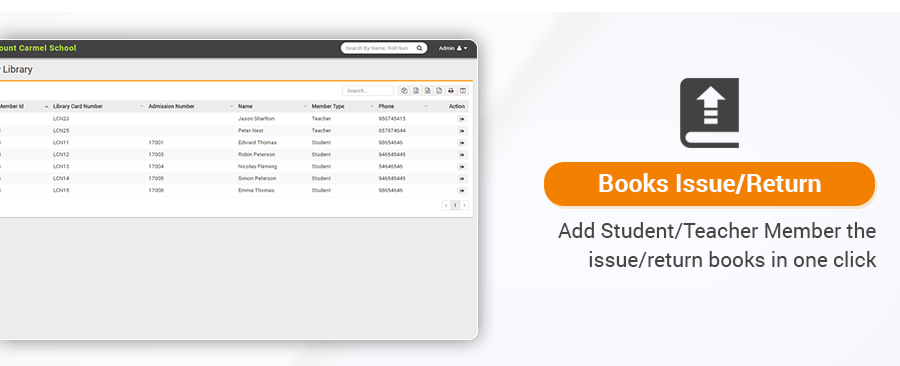 ount Carmel School
Search By Name, Roll Num
Admin
Library
Search...
Member Id Library Card Number Admission Number Name Member Type Phone Action
LCN23 Jason Sharlton Teacher 956745415
LCN25 Peter Nest Teacher 657974644
LCN11 17001 Edward Thomas Student 98654646
LCN12 17003 Robin Peterson Student 946545445
LCN13 17004 Nicolas Fleming Student 54646546
LCN14 17005 Simon Peterson Student 946545445
LCN15 17008 Emma Thomas Student 98654646
1
Books Issue/Return
Add Student/Teacher Member the
issue/return books in one click